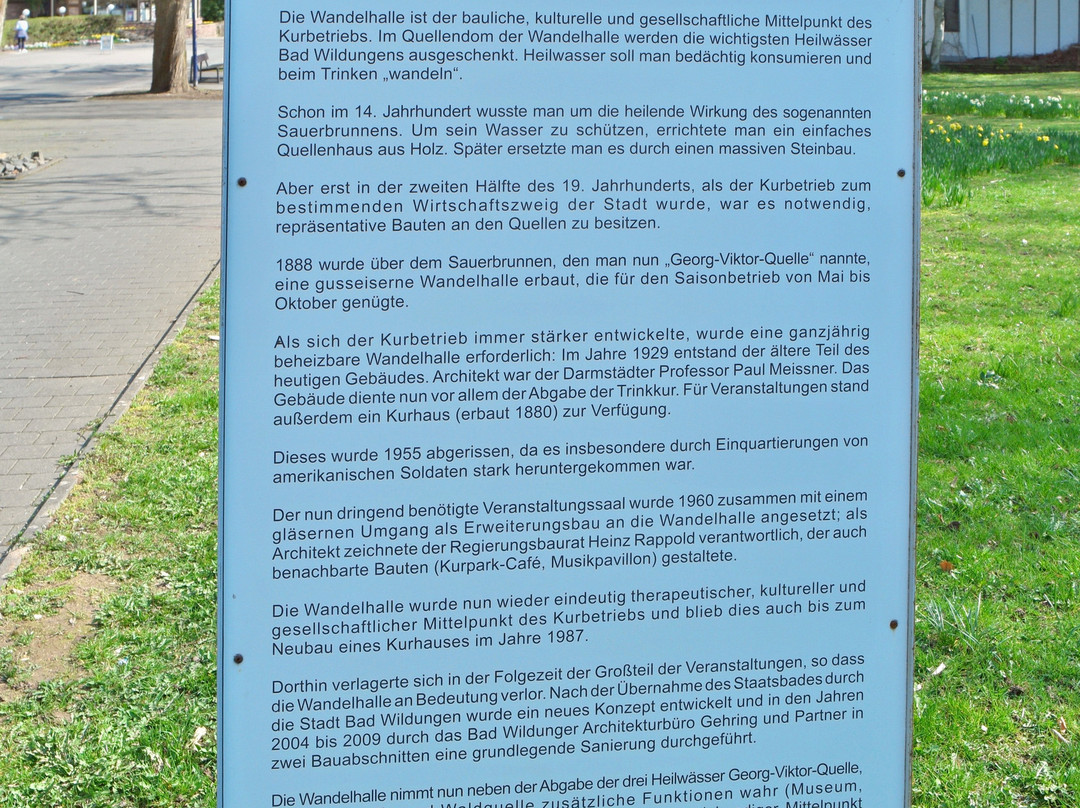 Die Wandelhalle ist der bauliche, kulturelle und gesellschaftliche Mittelpunkt des
Kurbetriebs. Im Quellendom der Wandelhalle werden die wichtigsten Heilwässer
Bad Wildungens ausgeschenkt. Heilwasser soll man bedächtig konsumieren und
beim Trinken „wandeln“.
Schon im 14. Jahrhundert wusste man um die heilende Wirkung des sogenannten
Sauerbrunnens. Um sein Wasser zu schützen, errichtete man ein einfaches
Quellenhaus aus Holz. Später ersetzte man es durch einen massiven Steinbau.
Aber erst in der zweiten Hälfte des 19. Jahrhunderts, als der Kurbetrieb zum
bestimmenden Wirtschaftszweig der Stadt wurde, war es notwendig,
repräsentative Bauten an den Quellen zu besitzen.
1888 wurde über dem Sauerbrunnen, den man nun „Georg-Viktor-Quelle“ nannte,
eine gusseiserne Wandelhalle erbaut, die für den Saisonbetrieb von Mai bis
Oktober genügte.
Als sich der Kurbetrieb immer stärker entwickelte, wurde eine ganzjährig
beheizbare Wandelhalle erforderlich: Im Jahre 1929 entstand der ältere Teil des
heutigen Gebäudes. Architekt war der Darmstädter Professor Paul Meissner. Das
Gebäude diente nun vor allem der Abgabe der Trinkkur. Für Veranstaltungen stand
außerdem ein Kurhaus (erbaut 1880) zur Verfügung.
Dieses wurde 1955 abgerissen, da es insbesondere durch Einquartierungen von
amerikanischen Soldaten stark heruntergekommen war.
Der nun dringend benötigte Veranstaltungssaal wurde 1960 zusammen mit einem
gläsernen Umgang als Erweiterungsbau an die Wandelhalle angesetzt; als
Architekt zeichnete der Regierungsbaurat Heinz Rappold verantwortlich, der auch
benachbarte Bauten (Kurpark-Café, Musikpavillon) gestaltete.
Die Wandelhalle wurde nun wieder eindeutig therapeutischer, kultureller und
gesellschaftlicher Mittelpunkt des Kurbetriebs und blieb dies auch bis zum
Neubau eines Kurhauses im Jahre 1987.
Dorthin verlagerte sich in der Folgezeit der Großteil der Veranstaltungen, so dass
die Wandelhalle an Bedeutung verlor. Nach der Übernahme des Staatsbades durch
die Stadt Bad Wildungen wurde ein neues Konzept entwickelt und in den Jahren
2004 bis 2009 durch das Bad Wildunger Architekturbüro Gehring und Partner in
zwei Bauabschnitten eine grundlegende Sanierung durchgeführt.
Die Wandelhalle nimmt nun neben der Abgabe der drei Heilwässer Georg-Viktor-Quelle,
Waldquelle zusätzliche Funktionen wahr (Museum,
Mittelpunkt